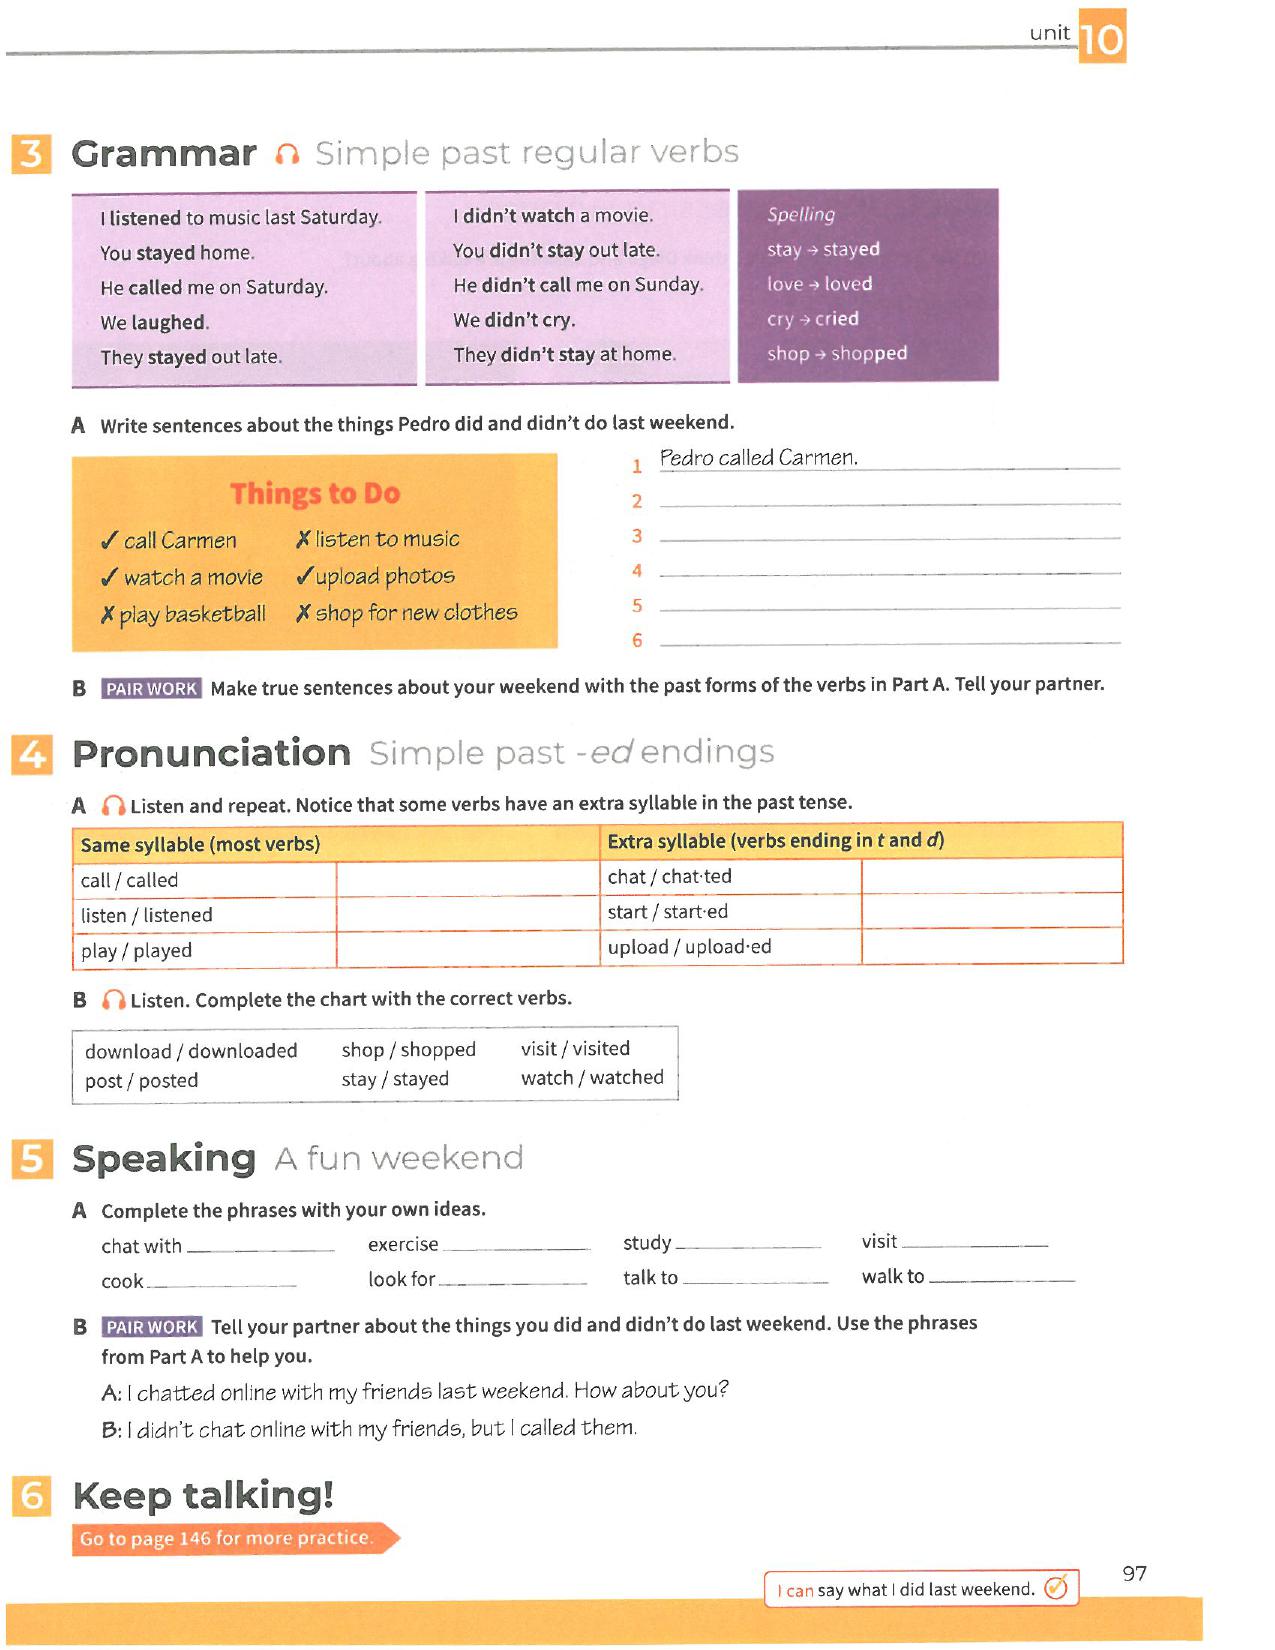 unit 10
3 Grammar Simple past regular verbs
I listened to music last Saturday.
You stayed home.
He called me on Saturday.
We laughed.
They stayed out late.
I didn't watch a movie.
You didn't stay out late.
He didn't call me on Sunday.
We didn't cry.
They didn't stay at home.
Spelling
stay → stayed
love → loved
cry → cried
shop → shopped
A Write sentences about the things Pedro did and didn't do last weekend.
Things to Do
✓ call Carmen ✗ listen to music
✓ watch a movie ✓ upload photos
✗ play basketball ✗ shop for new clothes
1 Pedro called Carmen.
2
3
4
5
6
B PAIR WORK Make true sentences about your weekend with the past forms of the verbs in Part A. Tell your partner.
4 Pronunciation Simple past -ed endings
A Listen and repeat. Notice that some verbs have an extra syllable in the past tense.
Same syllable (most verbs) Extra syllable (verbs ending in t and d)
call / called chat / chat·ted
listen / listened start / start·ed
play / played upload / upload·ed
B Listen. Complete the chart with the correct verbs.
download / downloaded shop / shopped visit / visited
post / posted stay / stayed watch / watched
5 Speaking A fun weekend
A Complete the phrases with your own ideas.
chat with exercise study visit
cook look for talk to walk to
B PAIR WORK Tell your partner about the things you did and didn't do last weekend. Use the phrases
from Part A to help you.
A: I chatted online with my friends last weekend. How about you?
B: I didn't chat online with my friends, but I called them.
6 Keep talking!
Go to page 146 for more practice.
I can say what I did last weekend.
97